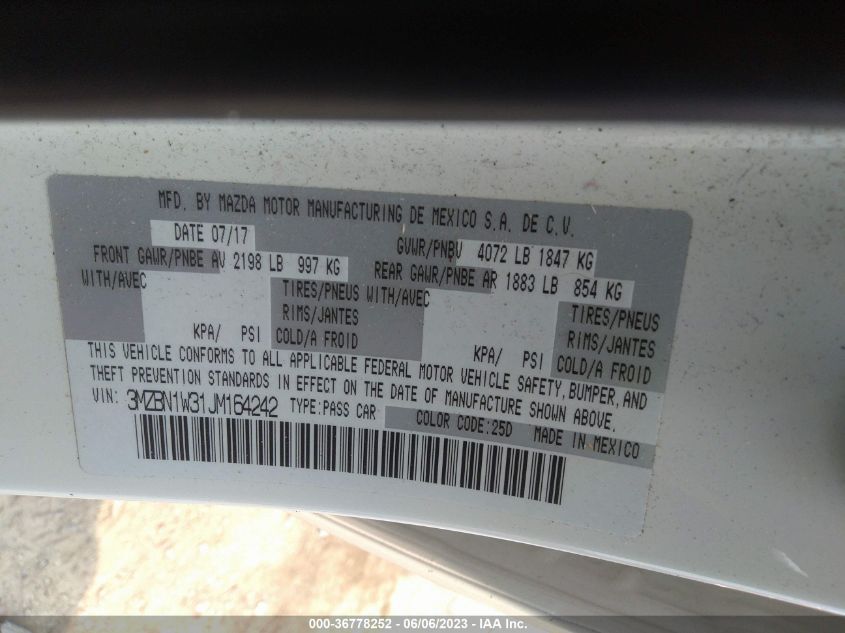 MFD. BY MAZDA MOTOR MANUFACTURING DE MEXICO S.A. DE C.V.
DATE 07/17 GVWR/PNBV 4072 LB 1847 KG
FRONT GAWR/PNBE AV 2198 LB 997 KG REAR GAWR/PNBE AR 1883 LB 854 KG
WITH/AVEC TIRES/PNEUS WITH/AVEC TIRES/PNEUS
RIMS/JANTES RIMS/JANTES
KPA/ PSI COLD/A FROID KPA/ PSI COLD/A FROID
THIS VEHICLE CONFORMS TO ALL APPLICABLE FEDERAL MOTOR VEHICLE SAFETY, BUMPER, AND
THEFT PREVENTION STANDARDS IN EFFECT ON THE DATE OF MANUFACTURE SHOWN ABOVE.
VIN: 3MZBN1W31JM164242 TYPE:PASS CAR COLOR CODE:25D MADE IN MEXICO
000-36778252 - 06/06/2023 - IAA Inc.